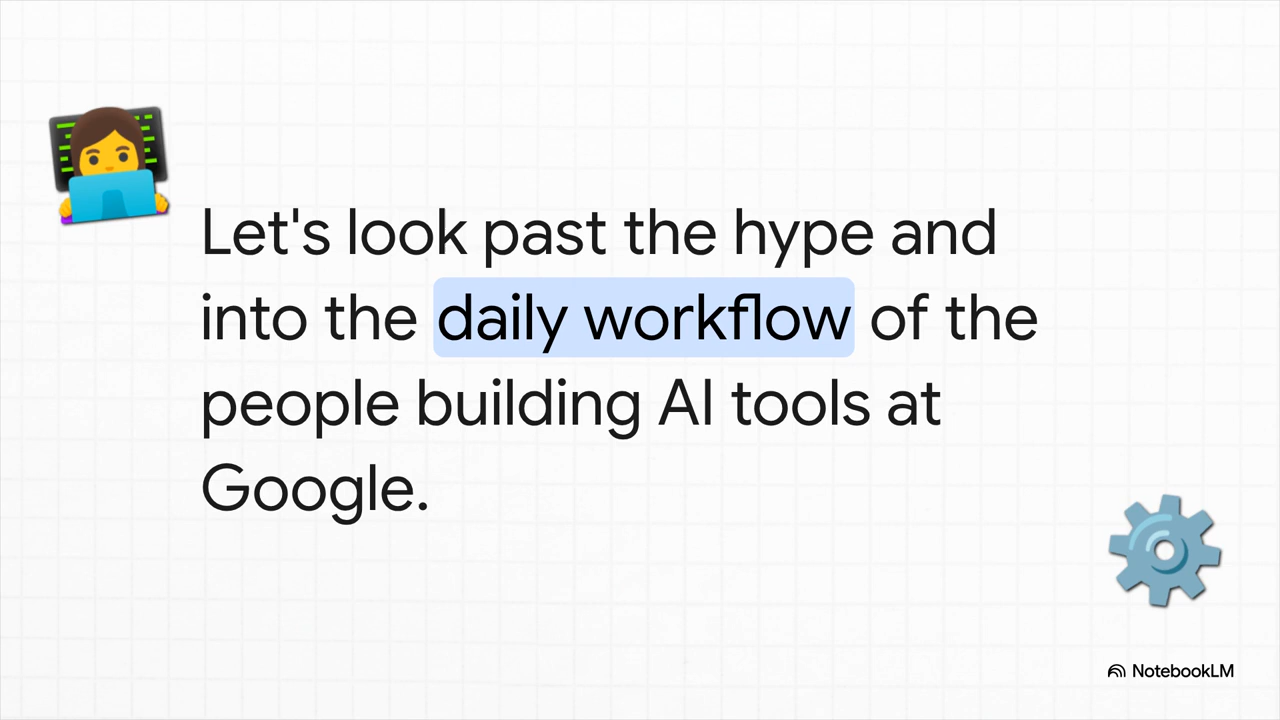 Let's look past the hype and
into the daily workflow of the
people building AI tools at
Google.
NotebookLM